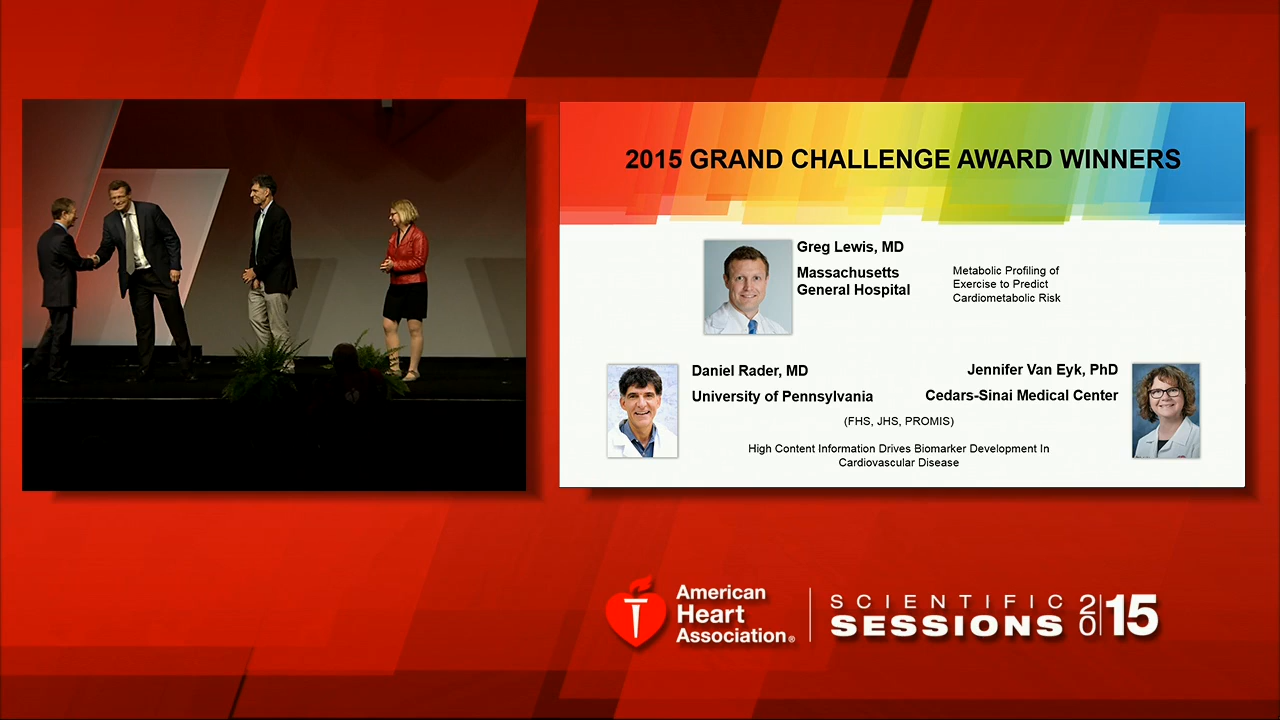 2015 GRAND CHALLENGE AWARD WINNERS
Greg Lewis, MD
Massachusetts
General Hospital
Metabolic Profiling of
Exercise to Predict
Cardiometabolic Risk
Daniel Rader, MD
University of Pennsylvania
Jennifer Van Eyk, PhD
Cedars-Sinai Medical Center
(FHS, JHS, PROMIS)
High Content Information Drives Biomarker Development In
Cardiovascular Disease
American
Heart
Association®
SCIENTIFIC
SESSIONS 2015